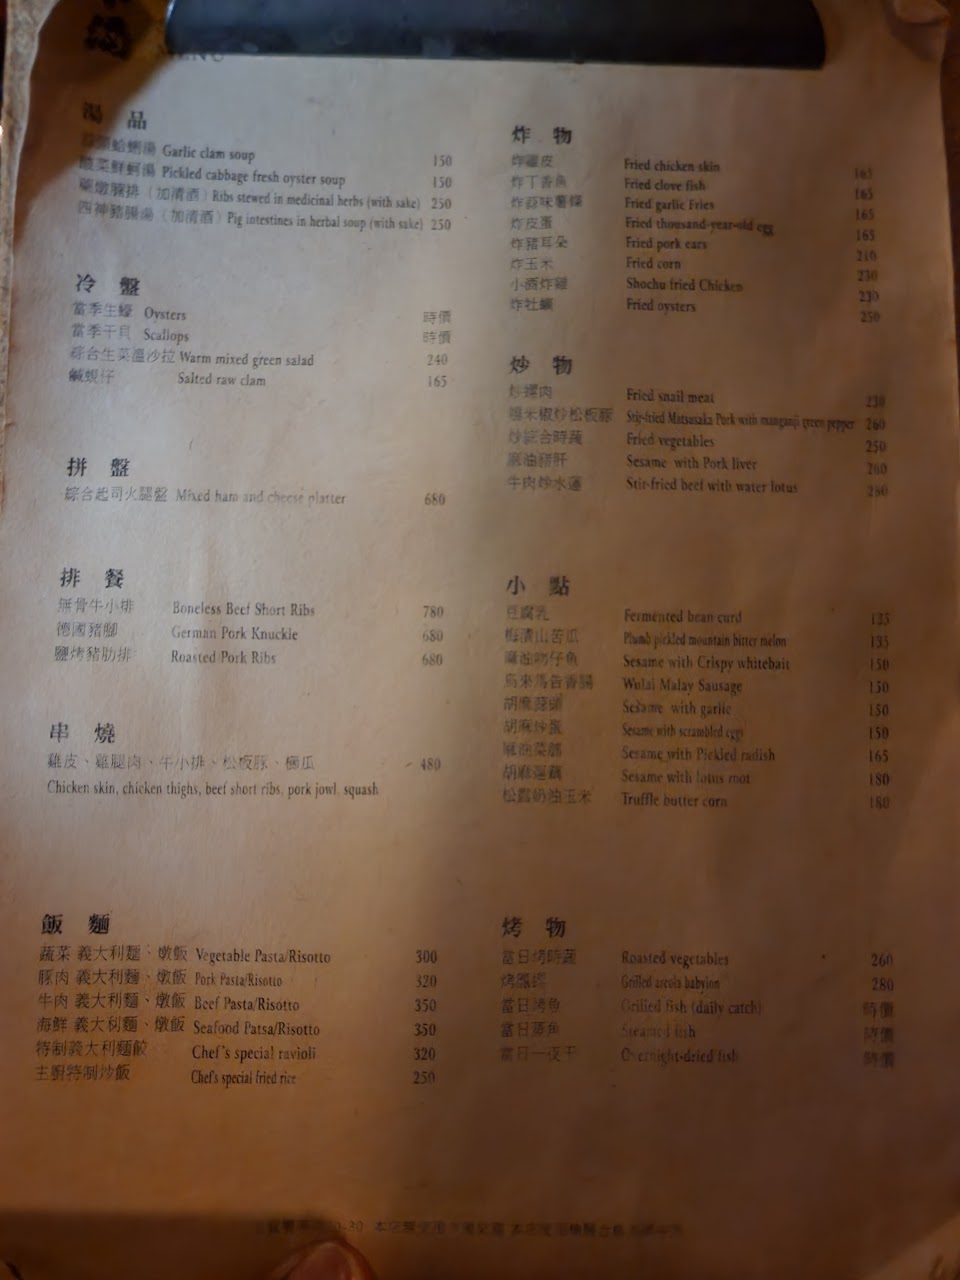 MENU
湯 品
蛤蜊湯 Garlic clam soup 150
酸菜鮮蚵湯 Pickled cabbage fresh oyster soup 150
藥燉豬排（加清酒）Ribs stewed in medicinal herbs (with sake) 250
四神豬腸湯（加清酒）Pig intestines in herbal soup (with sake) 250
冷 盤
當季生蠔 Oysters 時價
當季干貝 Scallops 時價
綜合生菜溫沙拉 Warm mixed green salad 240
鹹蜆仔 Salted raw clam 165
拼 盤
綜合起司火腿盤 Mixed ham and cheese platter 680
排 餐
無骨牛小排 Boneless Beef Short Ribs 780
德國豬腳 German Pork Knuckle 680
鹽烤豬肋排 Roasted Pork Ribs 680
串 燒
雞皮、雞腿肉、牛小排、松板豚、櫛瓜 480
Chicken skin, chicken thighs, beef short ribs, pork jowl, squash
飯 麵
蔬菜 義大利麵、燉飯 Vegetable Pasta/Risotto 300
豚肉 義大利麵、燉飯 Pork Pasta/Risotto 320
牛肉 義大利麵、燉飯 Beef Pasta/Risotto 350
海鮮 義大利麵、燉飯 Seafood Patsa/Risotto 350
特制義大利麵餃 Chef's special ravioli 320
主廚特制炒飯 Chef's special fried rice 250
炸 物
炸雞皮 Fried chicken skin 165
炸丁香魚 Fried clove fish 165
炸蒜味薯條 Fried garlic Fries 165
炸皮蛋 Fried thousand-year-old egg 165
炸豬耳朵 Fried pork ears 210
炸玉米 Fried corn 230
小酒炸雞 Shochu fried Chicken 230
炸牡蠣 Fried oysters 250
炒 物
炒螺肉 Fried snail meat 230
椒炒松板豚 Stir-fried Matsusaka Pork with manganji green pepper 260
炒綜合時蔬 Fried vegetables 250
麻油豬肝 Sesame with Pork liver 260
牛肉炒水蓮 Stir-fried beef with water lotus 260
小 點
豆腐乳 Fermented bean curd 135
梅漬山苦瓜 Plumb pickled mountain bitter melon 135
麻油吻仔魚 Sesame with Crispy whitebait 150
烏來馬告香腸 Wulai Malay Sausage 150
胡麻蒜頭 Sesame with garlic 150
胡麻炒蛋 Sesame with scrambled eggs 150
麻油菜脯 Sesame with Pickled radish 165
胡麻蓮藕 Sesame with lotus root 180
松露奶油玉米 Truffle butter corn 180
烤 物
當日烤時蔬 Roasted vegetables 260
Grilled areola babylon 280
當日烤魚 Grilled fish (daily catch) 時價
當日蒸魚 Steamed fish 時價
當日一夜干 Overnight-dried fish 時價